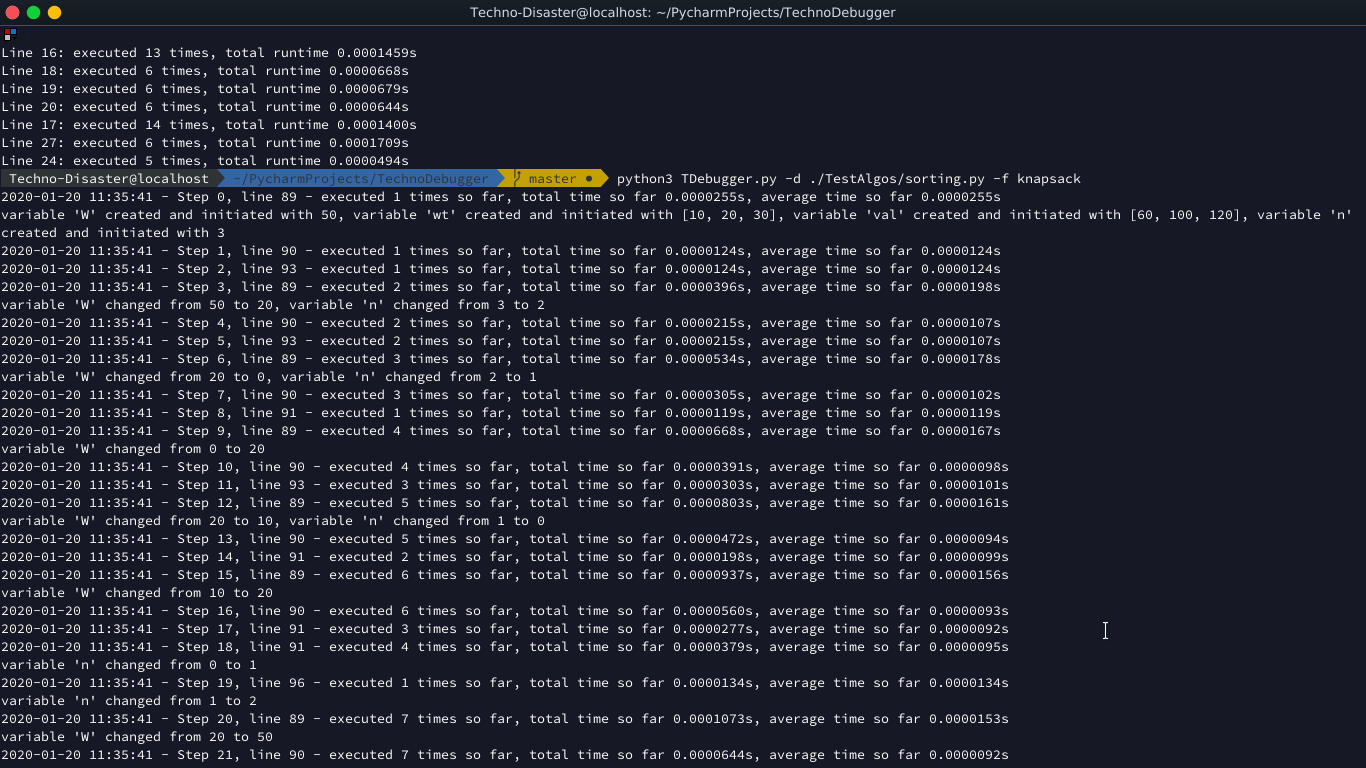 Techno-Disaster@localhost: ~/PycharmProjects/TechnoDebugger
Line 16: executed 13 times, total runtime 0.0001459s
Line 18: executed 6 times, total runtime 0.0000668s
Line 19: executed 6 times, total runtime 0.0000679s
Line 20: executed 6 times, total runtime 0.0000644s
Line 17: executed 14 times, total runtime 0.0001400s
Line 27: executed 6 times, total runtime 0.0001709s
Line 24: executed 5 times, total runtime 0.0000494s
Techno-Disaster@localhost ~/PycharmProjects/TechnoDebugger master ● python3 TDebugger.py -d ./TestAlgos/sorting.py -f knapsack
2020-01-20 11:35:41 - Step 0, line 89 - executed 1 times so far, total time so far 0.0000255s, average time so far 0.0000255s
variable 'W' created and initiated with 50, variable 'wt' created and initiated with [10, 20, 30], variable 'val' created and initiated with [60, 100, 120], variable 'n'
created and initiated with 3
2020-01-20 11:35:41 - Step 1, line 90 - executed 1 times so far, total time so far 0.0000124s, average time so far 0.0000124s
2020-01-20 11:35:41 - Step 2, line 93 - executed 1 times so far, total time so far 0.0000124s, average time so far 0.0000124s
2020-01-20 11:35:41 - Step 3, line 89 - executed 2 times so far, total time so far 0.0000396s, average time so far 0.0000198s
variable 'W' changed from 50 to 20, variable 'n' changed from 3 to 2
2020-01-20 11:35:41 - Step 4, line 90 - executed 2 times so far, total time so far 0.0000215s, average time so far 0.0000107s
2020-01-20 11:35:41 - Step 5, line 93 - executed 2 times so far, total time so far 0.0000215s, average time so far 0.0000107s
2020-01-20 11:35:41 - Step 6, line 89 - executed 3 times so far, total time so far 0.0000534s, average time so far 0.0000178s
variable 'W' changed from 20 to 0, variable 'n' changed from 2 to 1
2020-01-20 11:35:41 - Step 7, line 90 - executed 3 times so far, total time so far 0.0000305s, average time so far 0.0000102s
2020-01-20 11:35:41 - Step 8, line 91 - executed 1 times so far, total time so far 0.0000119s, average time so far 0.0000119s
2020-01-20 11:35:41 - Step 9, line 89 - executed 4 times so far, total time so far 0.0000668s, average time so far 0.0000167s
variable 'W' changed from 0 to 20
2020-01-20 11:35:41 - Step 10, line 90 - executed 4 times so far, total time so far 0.0000391s, average time so far 0.0000098s
2020-01-20 11:35:41 - Step 11, line 93 - executed 3 times so far, total time so far 0.0000303s, average time so far 0.0000101s
2020-01-20 11:35:41 - Step 12, line 89 - executed 5 times so far, total time so far 0.0000803s, average time so far 0.0000161s
variable 'W' changed from 20 to 10, variable 'n' changed from 1 to 0
2020-01-20 11:35:41 - Step 13, line 90 - executed 5 times so far, total time so far 0.0000472s, average time so far 0.0000094s
2020-01-20 11:35:41 - Step 14, line 91 - executed 2 times so far, total time so far 0.0000198s, average time so far 0.0000099s
2020-01-20 11:35:41 - Step 15, line 89 - executed 6 times so far, total time so far 0.0000937s, average time so far 0.0000156s
variable 'W' changed from 10 to 20
2020-01-20 11:35:41 - Step 16, line 90 - executed 6 times so far, total time so far 0.0000560s, average time so far 0.0000093s
2020-01-20 11:35:41 - Step 17, line 91 - executed 3 times so far, total time so far 0.0000277s, average time so far 0.0000092s
2020-01-20 11:35:41 - Step 18, line 91 - executed 4 times so far, total time so far 0.0000379s, average time so far 0.0000095s
variable 'n' changed from 0 to 1
2020-01-20 11:35:41 - Step 19, line 96 - executed 1 times so far, total time so far 0.0000134s, average time so far 0.0000134s
variable 'n' changed from 1 to 2
2020-01-20 11:35:41 - Step 20, line 89 - executed 7 times so far, total time so far 0.0001073s, average time so far 0.0000153s
variable 'W' changed from 20 to 50
2020-01-20 11:35:41 - Step 21, line 90 - executed 7 times so far, total time so far 0.0000644s, average time so far 0.0000092s